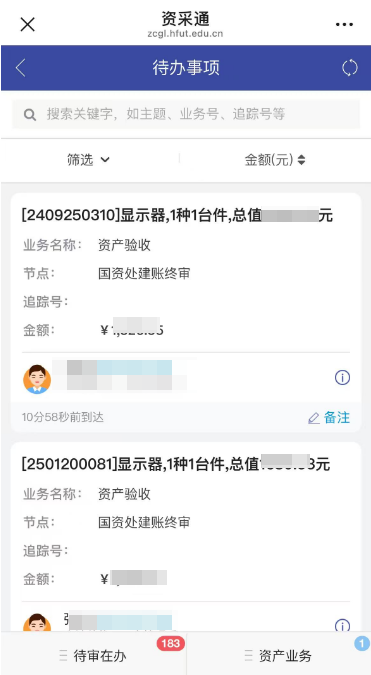 资采通
zcgl.hfut.edu.cn
待办事项
搜索关键字，如主题、业务号、追踪号等
筛选 金额(元)
[2409250310]显示器,1种1台件,总值 元
业务名称： 资产验收
节点： 国资处建账终审
追踪号：
金额： ￥
10分58秒前到达 备注
[2501200081]显示器,1种1台件,总值 元
业务名称： 资产验收
节点： 国资处建账终审
追踪号：
金额： ￥
待审在办 183 资产业务 1